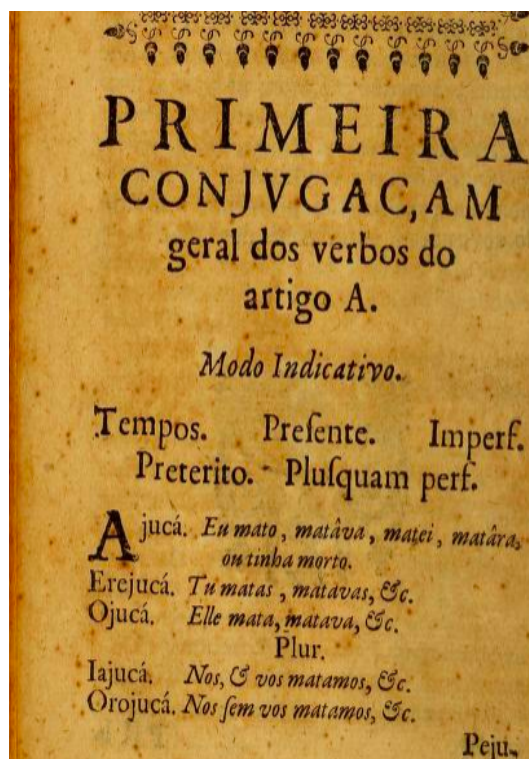 PRIMEIRA
CONJVGAC,AM
geral dos verbos do
artigo A.
Modo Indicativo.
Tempos. Preſente. Imperf.
Preterito. Pluſquam perf.
Ajucá. Eu mato, matâva, matei, matâra,
ou tinha morto.
Erejucá. Tu matas, matavas, &c.
Ojucá. Elle mata, matava, &c.
Plur.
Iajucá. Nos, & vos matamos, &c.
Orojucá. Nos ſem vos matamos, &c.
Peju-